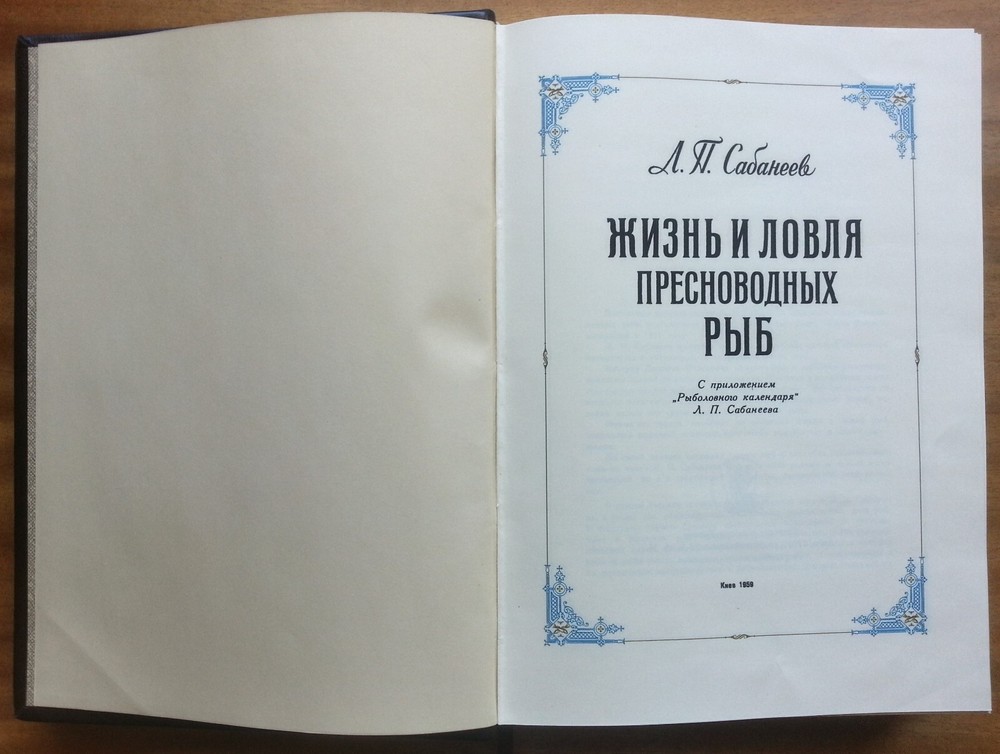 Л. П. Сабанеев
ЖИЗНЬ И ЛОВЛЯ
ПРЕСНОВОДНЫХ
РЫБ
С приложением
„Рыболовного календаря“
Л. П. Сабанеева
Киев 1959